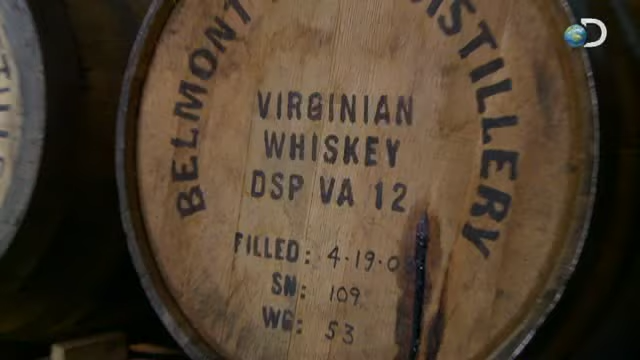 BELMONT DISTILLERY
VIRGINIAN
WHISKEY
DSP VA 12
FILLED: 4-19-0
SN: 109
WG: 53
D